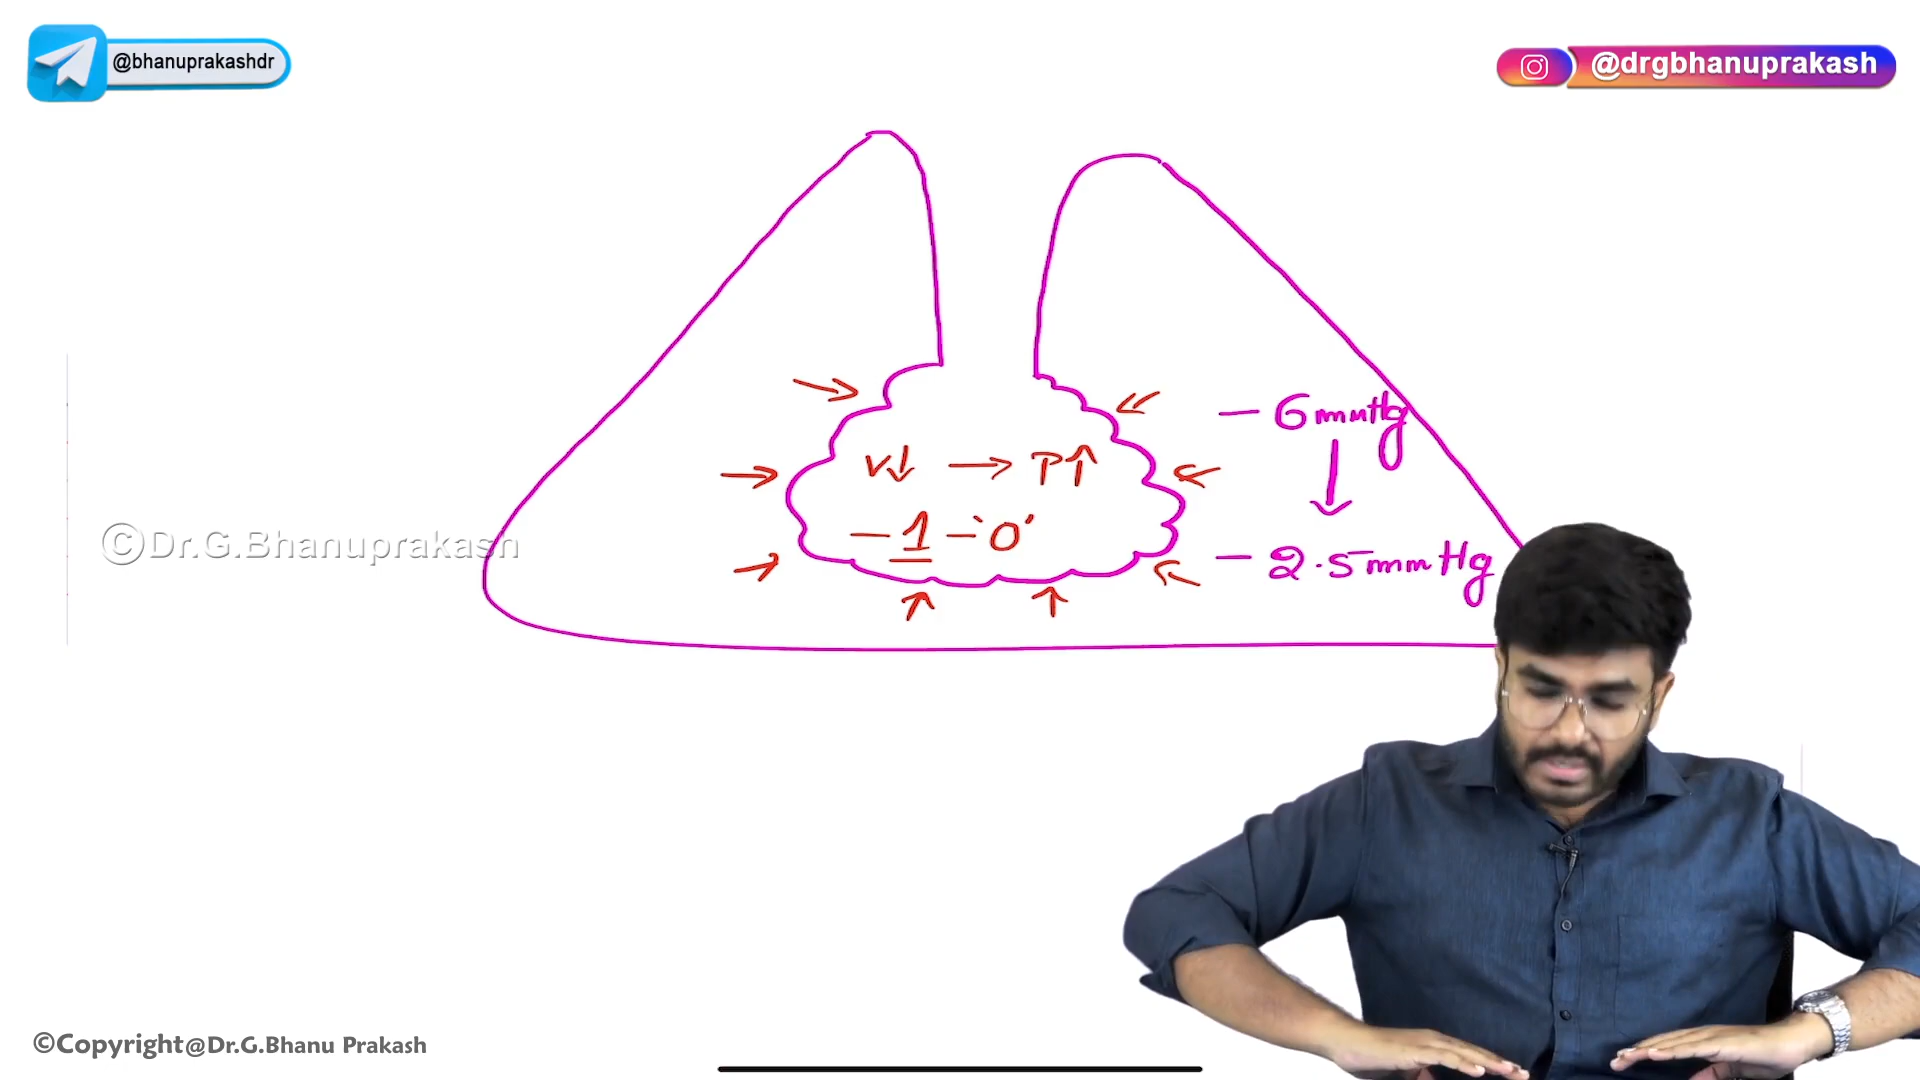 @bhanuprakashdr
@drgbhanuprakash
- 6mmHg
↓
V↓ → P↑
- 1 - '0'
- 2.5mmHg
©Dr.G.Bhanuprakash
©Copyright@Dr.G.Bhanu Prakash